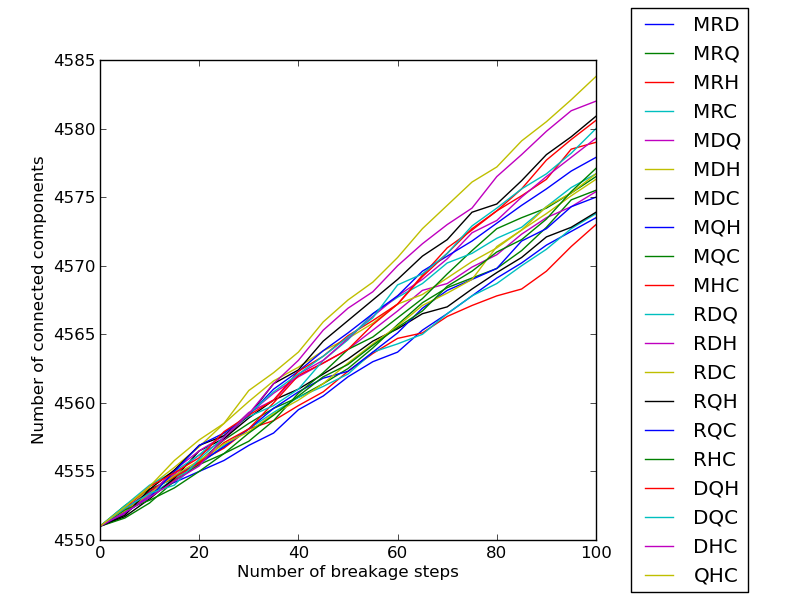 4585
4580
4575
4570
4565
4560
4555
4550
Number of connected components
0 20 40 60 80 100
Number of breakage steps
MRD
MRQ
MRH
MRC
MDQ
MDH
MDC
MQH
MQC
MHC
RDQ
RDH
RDC
RQH
RQC
RHC
DQH
DQC
DHC
QHC